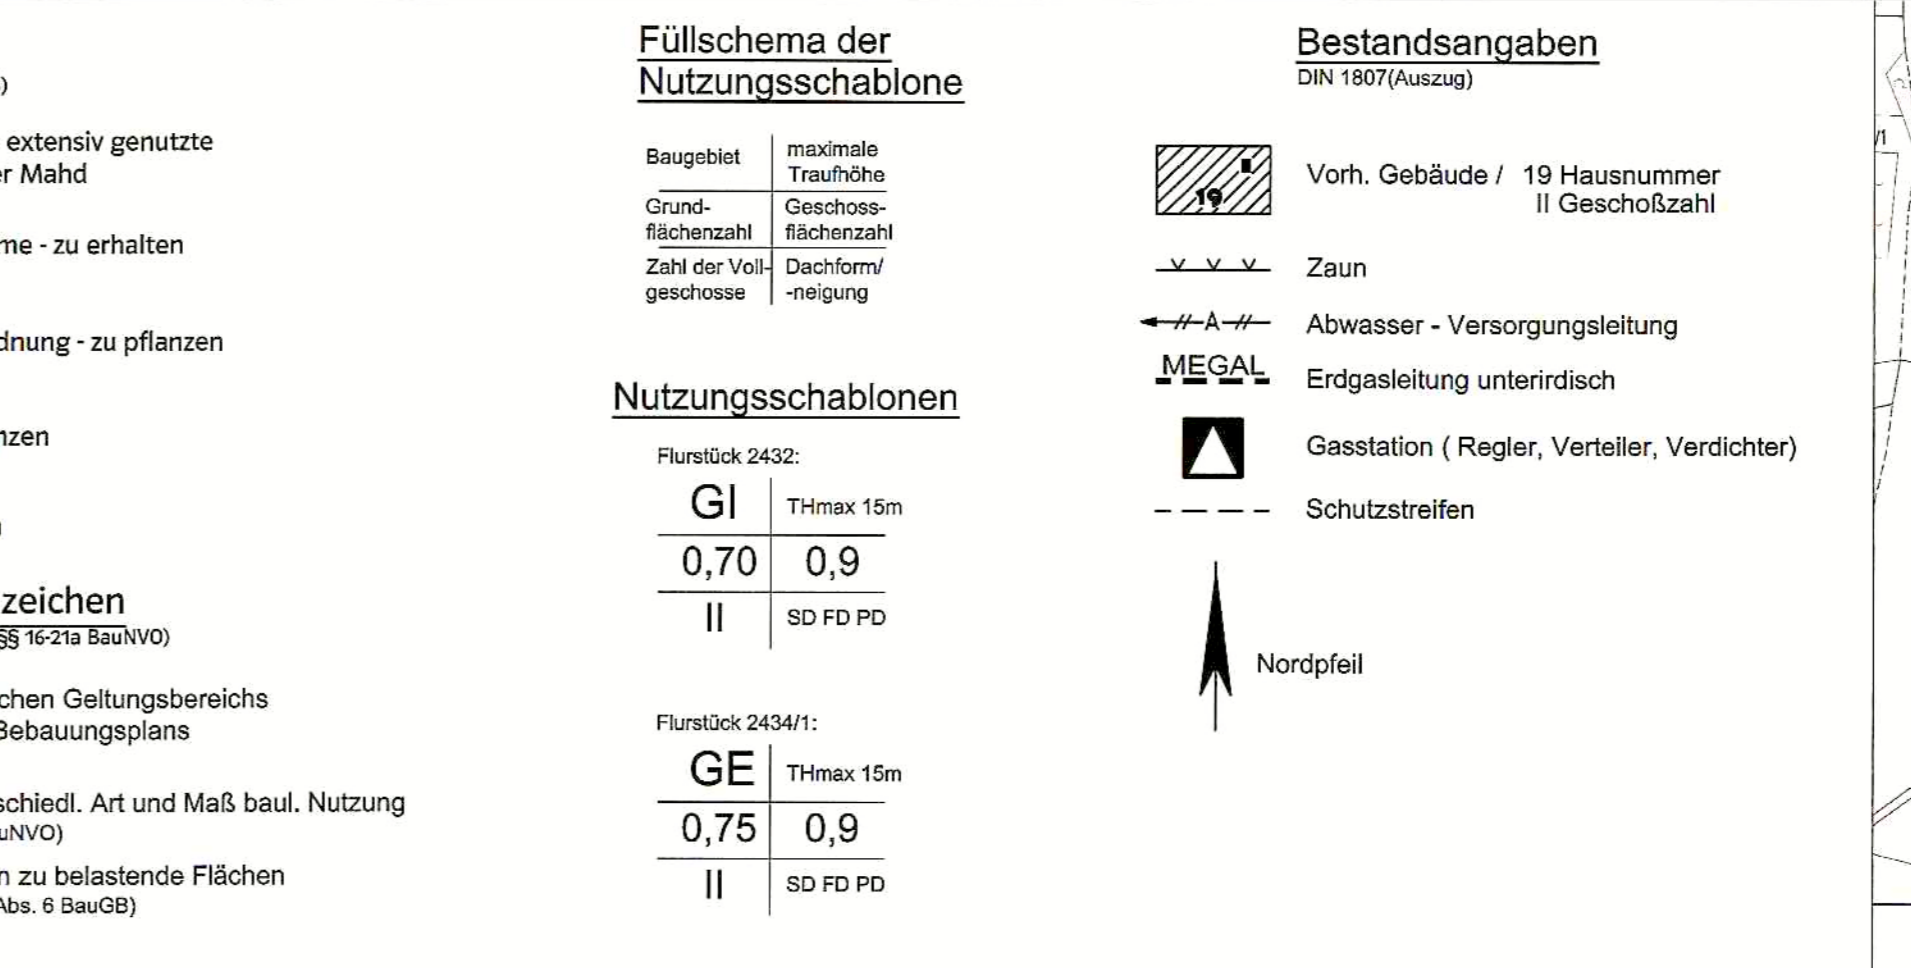 )
extensiv genutzte
er Mahd
me - zu erhalten
dnung - zu pflanzen
nzen
zeichen
§§ 16-21a BauNVO)
chen Geltungsbereichs
Bebauungsplans
schiedl. Art und Maß baul. Nutzung
uNVO)
n zu belastende Flächen
Abs. 6 BauGB)
Füllschema der
Nutzungsschablone
Baugebiet
maximale
Traufhöhe
Grund-
flächenzahl
Geschoss-
flächenzahl
Zahl der Voll-
geschosse
Dachform/
-neigung
Nutzungsschablonen
Flurstück 2432:
GI THmax 15m
0,70 0,9
II SD FD PD
Flurstück 2434/1:
GE THmax 15m
0,75 0,9
II SD FD PD
Bestandsangaben
DIN 1807(Auszug)
19
Vorh. Gebäude / 19 Hausnummer
II Geschoßzahl
Zaun
A Abwasser - Versorgungsleitung
MEGAL Erdgasleitung unterirdisch
Gasstation ( Regler, Verteiler, Verdichter)
Schutzstreifen
Nordpfeil
/1